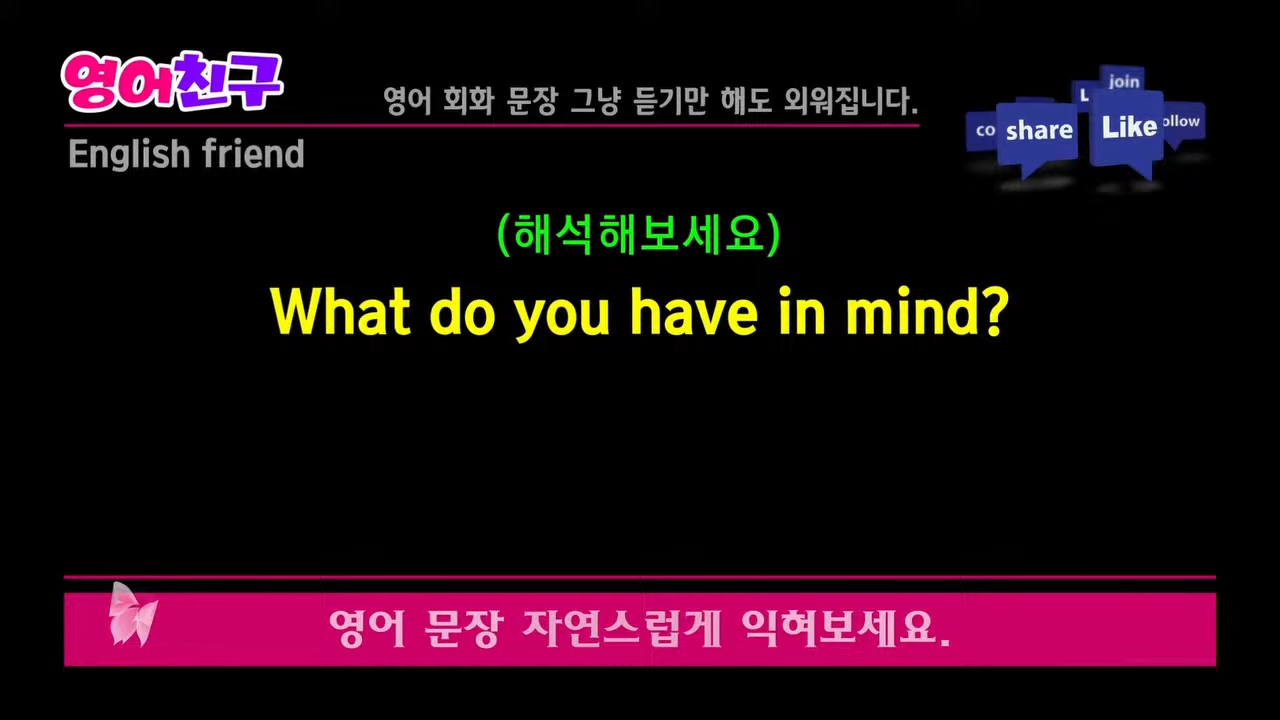 영어친구
영어 회화 문장 그냥 듣기만 해도 외워집니다.
English friend
join
L
co
share
Like
ollow
(해석해보세요)
What do you have in mind?
영어 문장 자연스럽게 익혀보세요.